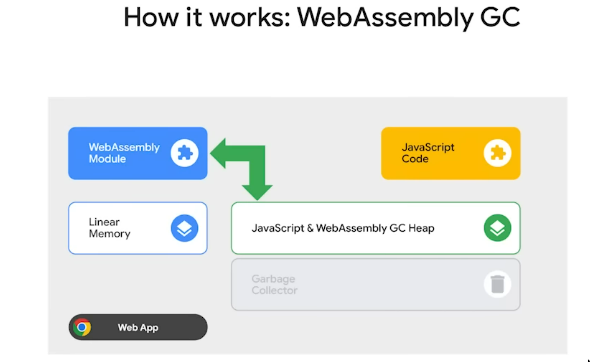 How it works: WebAssembly GC
WebAssembly
Module
JavaScript
Code
Linear
Memory
JavaScript & WebAssembly GC Heap
Garbage
Collector
Web App